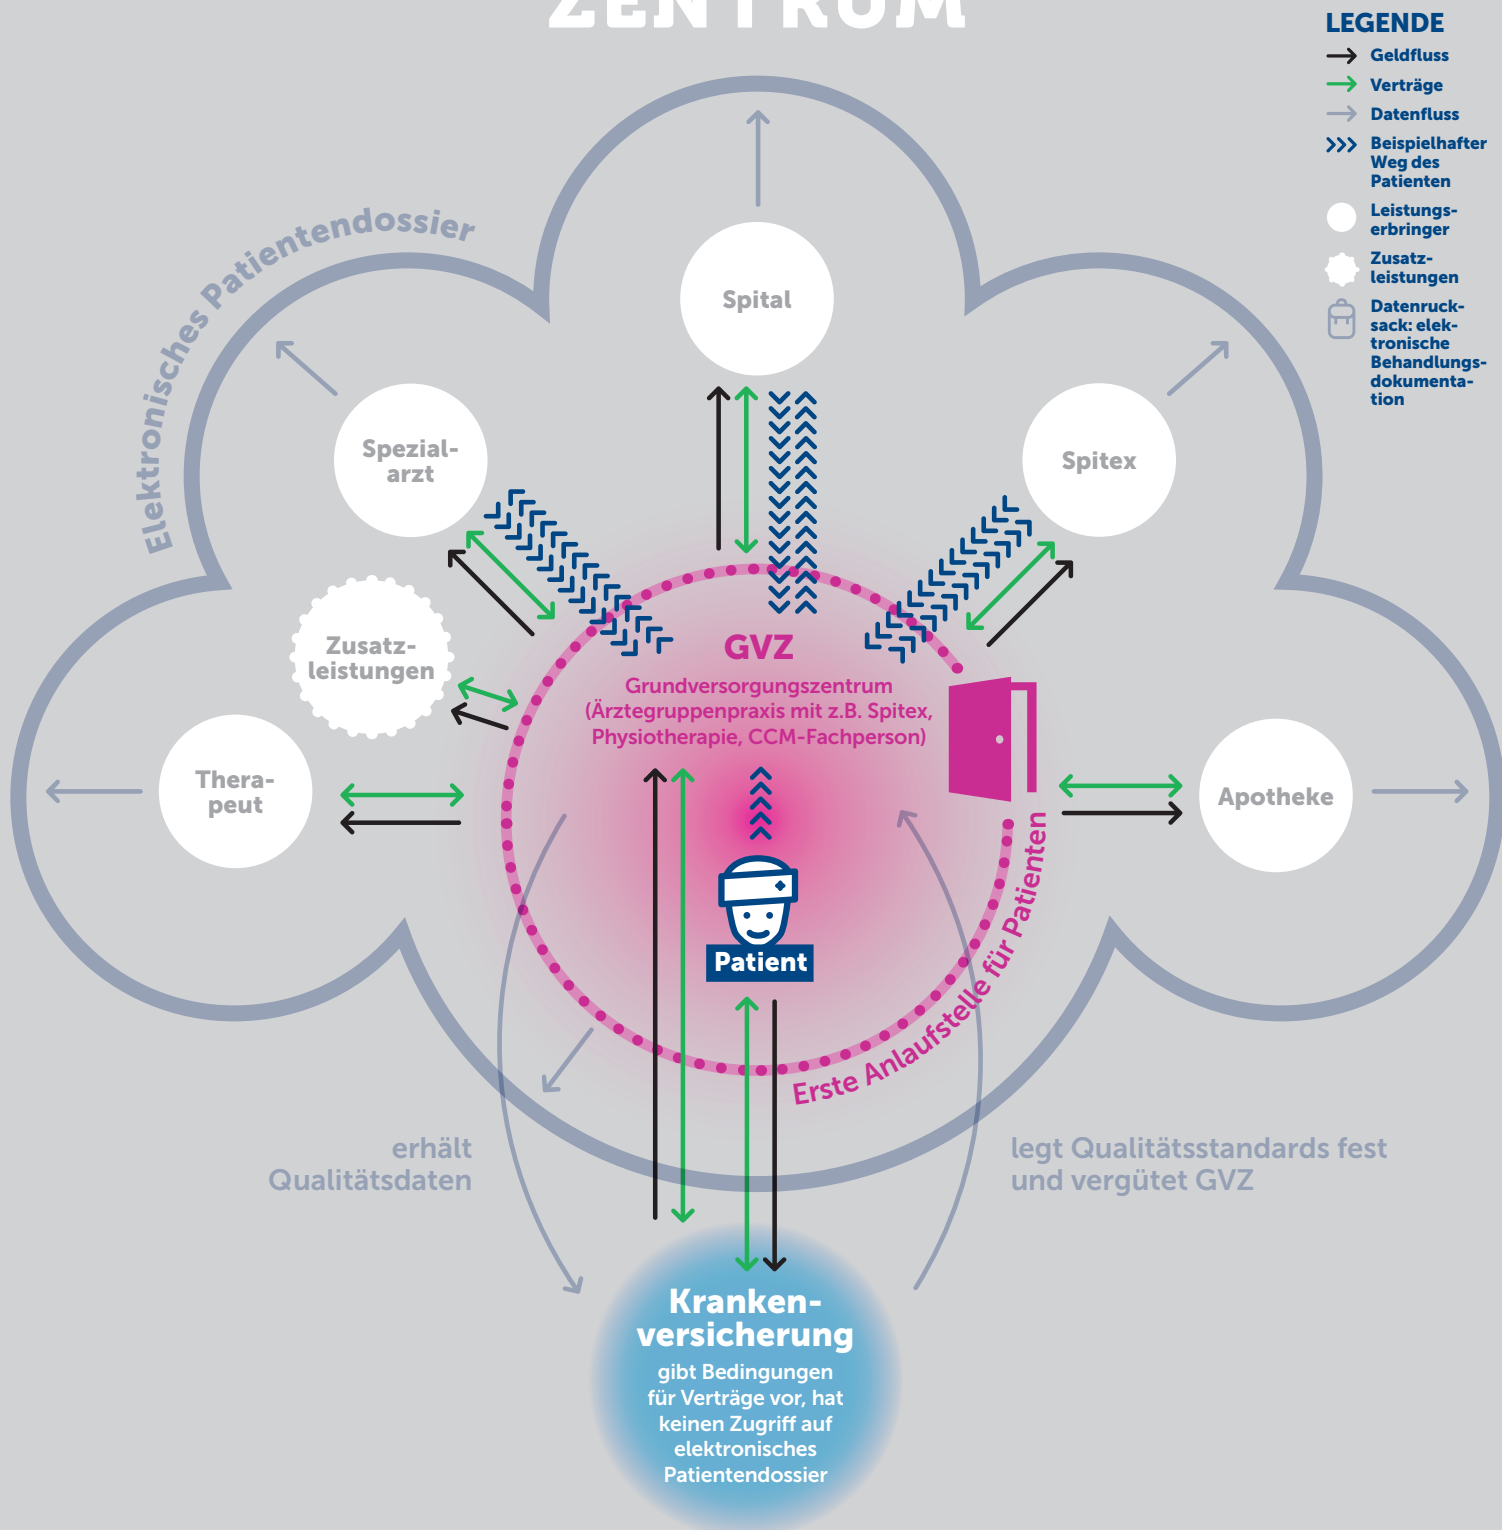 ZENTRUM
LEGENDE
Geldfluss
Verträge
Datenfluss
Beispielhafter
Weg des
Patienten
Leistungs-
erbringer
Zusatz-
leistungen
Datenruck-
sack: elek-
tronische
Behandlungs-
dokumenta-
tion
Elektronisches Patientendossier
Spital
Spezial-
arzt
Spitex
Zusatz-
leistungen
Thera-
peut
Apotheke
GVZ
Grundversorgungszentrum
(Ärztegruppenpraxis mit z.B. Spitex,
Physiotherapie, CCM-Fachperson)
Patient
Erste Anlaufstelle für Patienten
erhält
Qualitätsdaten
legt Qualitätsstandards fest
und vergütet GVZ
Kranken-
versicherung
gibt Bedingungen
für Verträge vor, hat
keinen Zugriff auf
elektronisches
Patientendossier